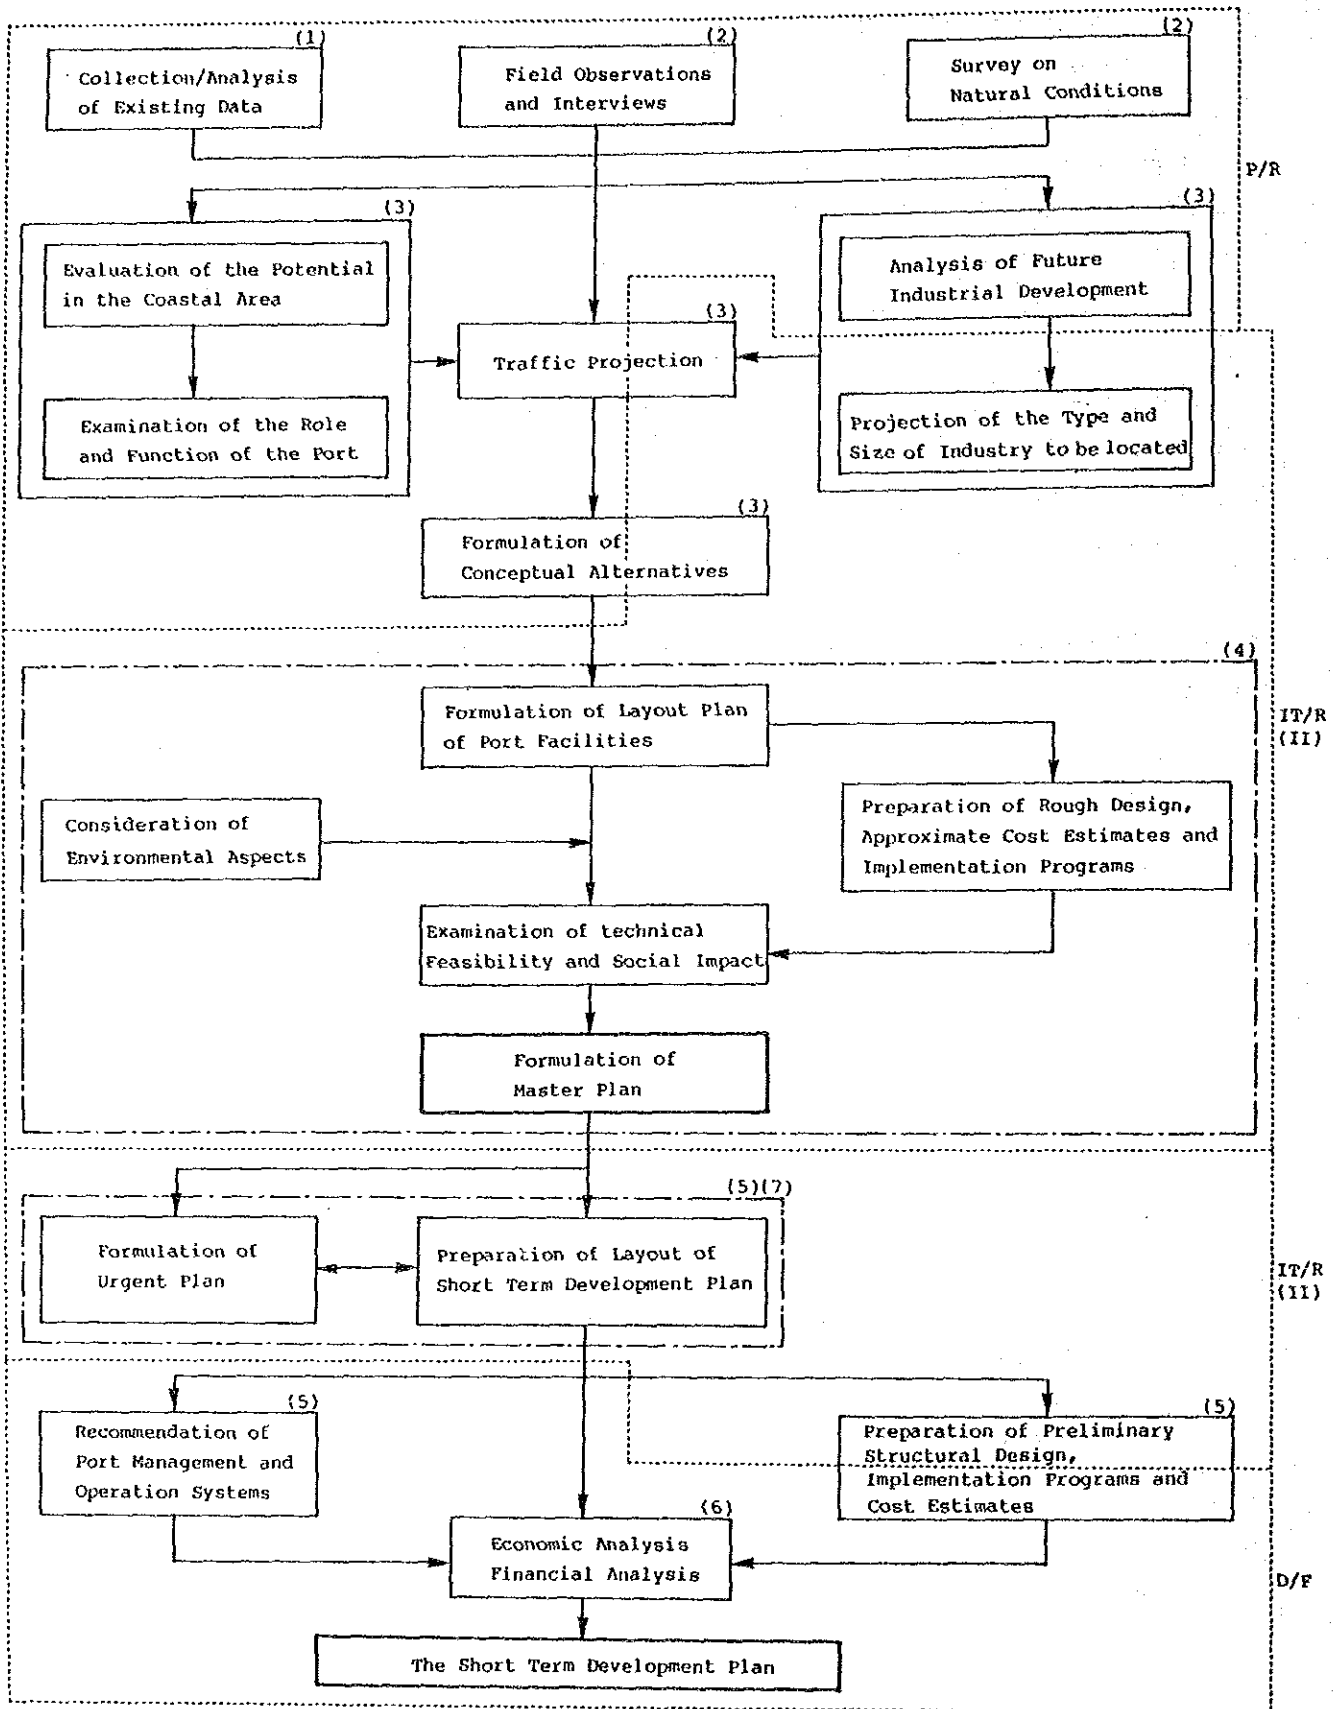 (1)
Collection/Analysis
of Existing Data
(2)
Field Observations
and Interviews
(2)
Survey on
Natural Conditions
P/R
(3)
Evaluation of the Potential
in the Coastal Area
Examination of the Role
and Function of the Port
(3)
Traffic Projection
(3)
Analysis of Future
Industrial Development
Projection of the Type and
Size of Industry to be located
(3)
Formulation of
Conceptual Alternatives
(4)
Formulation of Layout Plan
of Port Facilities
IT/R
(II)
Consideration of
Environmental Aspects
Preparation of Rough Design,
Approximate Cost Estimates and
Implementation Programs
Examination of technical
Feasibility and Social Impact
Formulation of
Master Plan
(5)(7)
Formulation of
Urgent Plan
Preparation of Layout of
Short Term Development Plan
IT/R
(II)
(5)
Recommendation of
Port Management and
Operation Systems
(5)
Preparation of Preliminary
Structural Design,
Implementation Programs and
Cost Estimates
(6)
Economic Analysis
Financial Analysis
D/F
The Short Term Development Plan